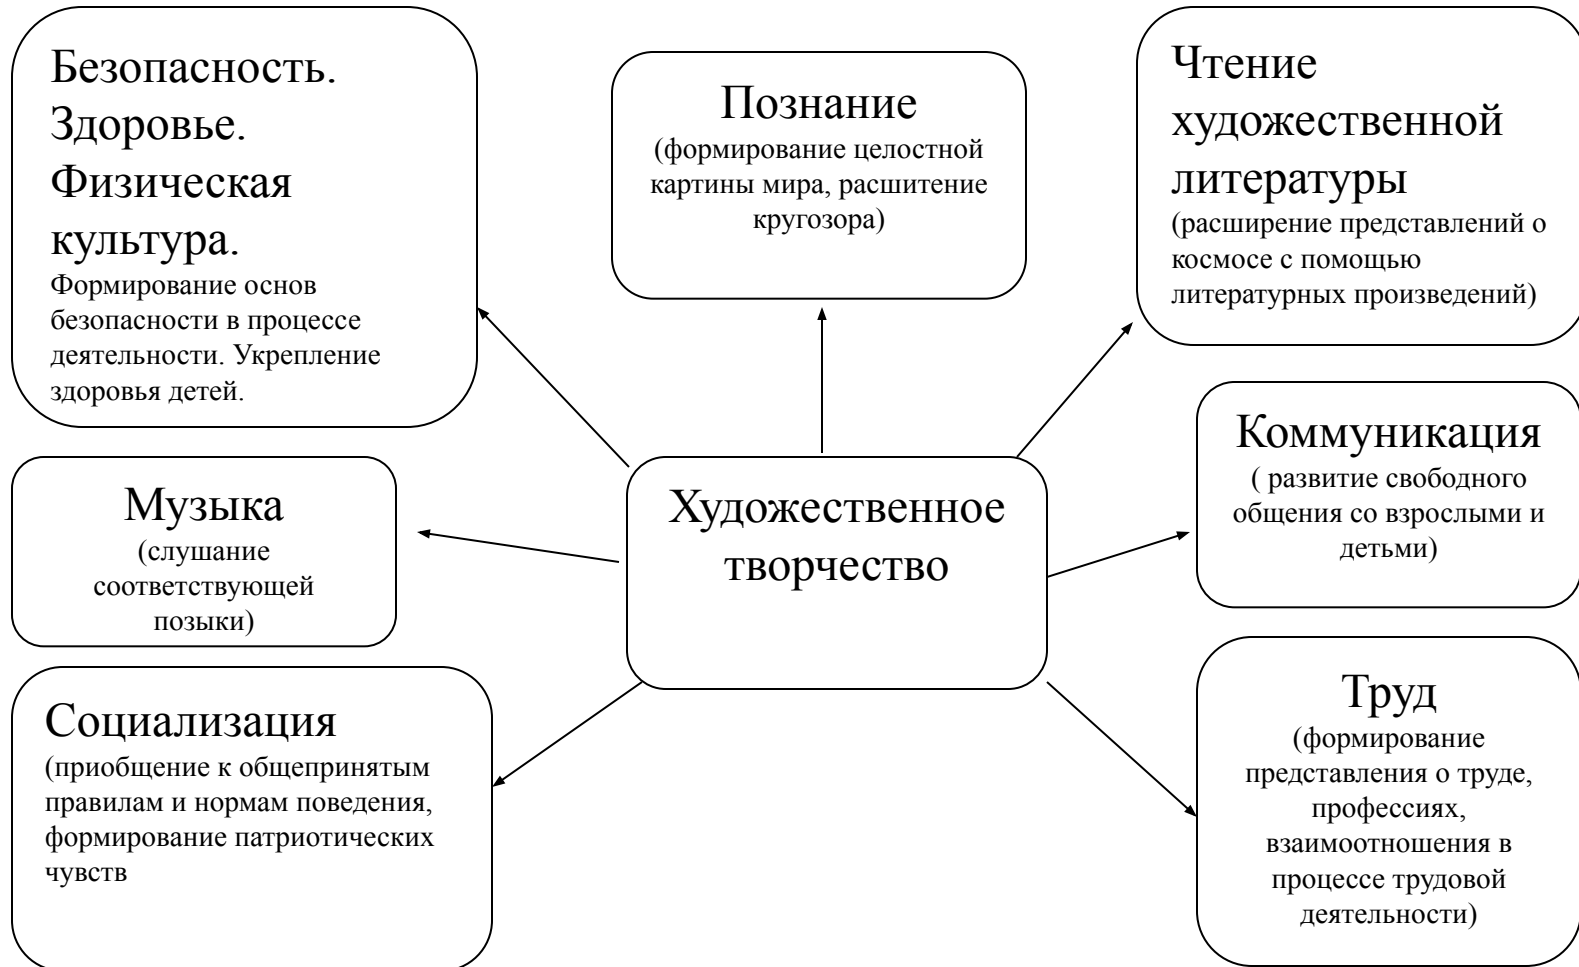 Безопасность.
Здоровье.
Физическая
культура.
Формирование основ
безопасности в процессе
деятельности. Укрепление
здоровья детей.
Познание
(формирование целостной
картины мира, расшитение
кругозора)
Чтение
художественной
литературы
(расширение представлений о
космосе с помощью
литературных произведений)
Музыка
(слушание
соответствующей
позыки)
Художественное
творчество
Коммуникация
( развитие свободного
общения со взрослыми и
детьми)
Социализация
(приобщение к общепринятым
правилам и нормам поведения,
формирование патриотических
чувств
Труд
(формирование
представления о труде,
профессиях,
взаимоотношения в
процессе трудовой
деятельности)